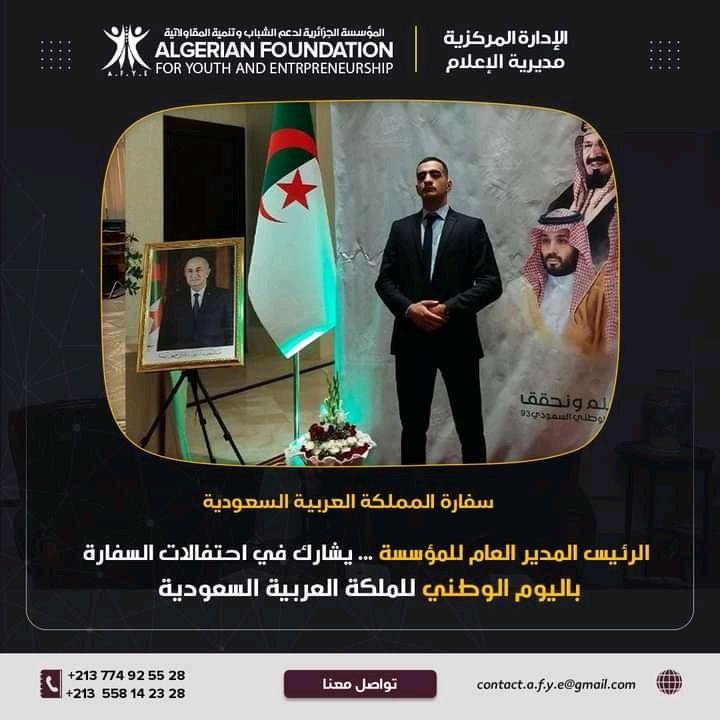 المؤسسة الجزائرية لدعم الشباب وتنمية المقاولاتية
ALGERIAN FOUNDATION
FOR YOUTH AND ENTRPRENEURSHIP
A.F.Y.E
الإدارة المركزية
مديرية الإعلام
ونحقق
الوطني السعودي 93
سفارة المملكة العربية السعودية
الرئيس المدير العام للمؤسسة ... يشارك في احتفالات السفارة
باليوم الوطني للملكة العربية السعودية
+213 774 92 55 28
+213 558 14 23 28
تواصل معنا
contact.a.f.y.e@gmail.com